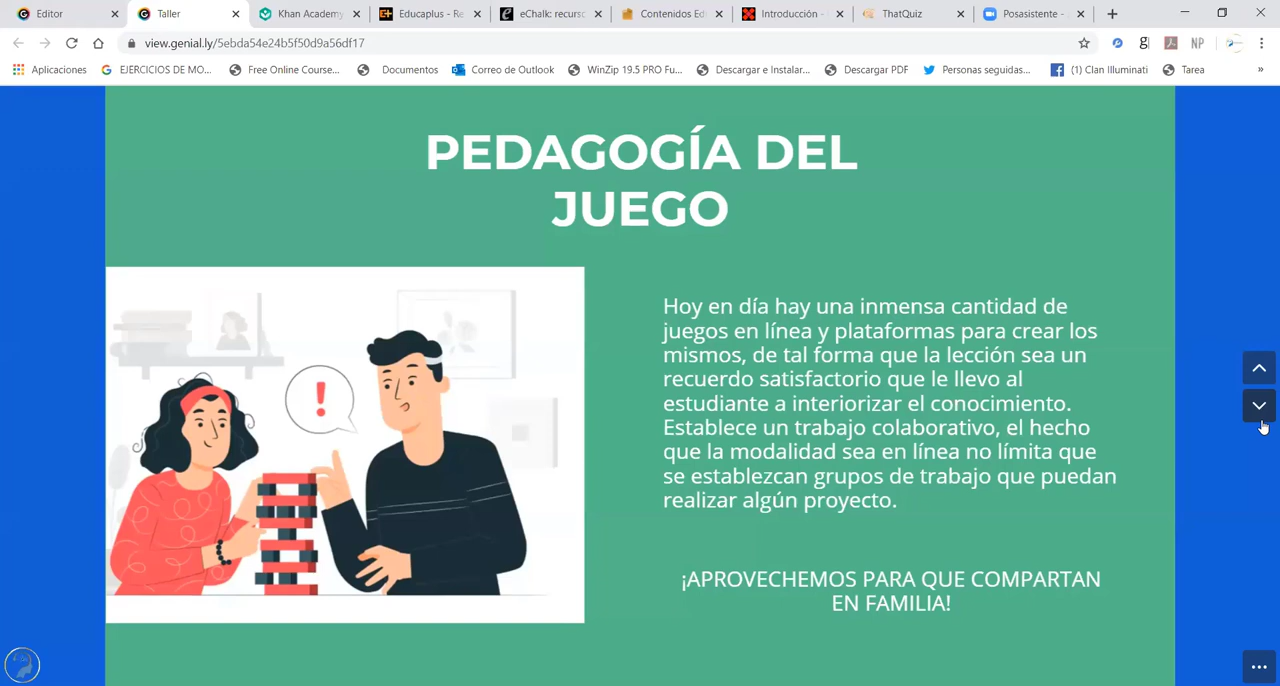 Editor
Taller
Khan Academy
Educaplus - Re
eChalk: recurso
Contenidos Ed
Introducción -
ThatQuiz
Posasistente -
view.genial.ly/5ebda54e24b5f50d9a56df17
g
NP
Aplicaciones
EJERCICIOS DE MO...
Free Online Course...
Documentos
Correo de Outlook
WinZip 19.5 PRO Fu...
Descargar e Instalar...
Descargar PDF
Personas seguidas...
(1) Clan Illuminati
Tarea
»
PEDAGOGÍA DEL
JUEGO
!
Hoy en día hay una inmensa cantidad de
juegos en línea y plataformas para crear los
mismos, de tal forma que la lección sea un
recuerdo satisfactorio que le llevo al
estudiante a interiorizar el conocimiento.
Establece un trabajo colaborativo, el hecho
que la modalidad sea en línea no límita que
se establezcan grupos de trabajo que puedan
realizar algún proyecto.
¡APROVECHEMOS PARA QUE COMPARTAN
EN FAMILIA!